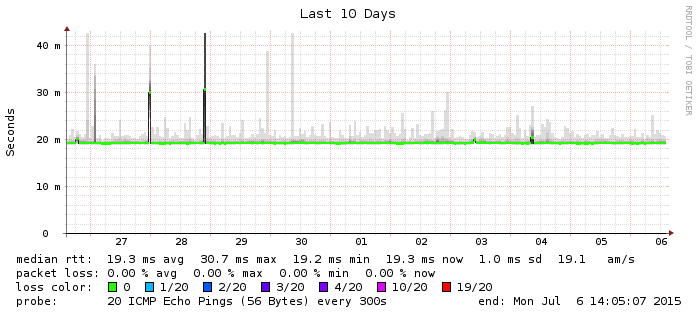 Last 10 Days
RRDTOOL / TOBI OETIKER
Seconds
40 m
30 m
20 m
10 m
0
27 28 29 30 01 02 03 04 05 06
median rtt: 19.3 ms avg 30.7 ms max 19.2 ms min 19.3 ms now 1.0 ms sd 19.1 am/s
packet loss: 0.00 % avg 0.00 % max 0.00 % min 0.00 % now
loss color: 0 1/20 2/20 3/20 4/20 10/20 19/20
probe: 20 ICMP Echo Pings (56 Bytes) every 300s end: Mon Jul 6 14:05:07 2015